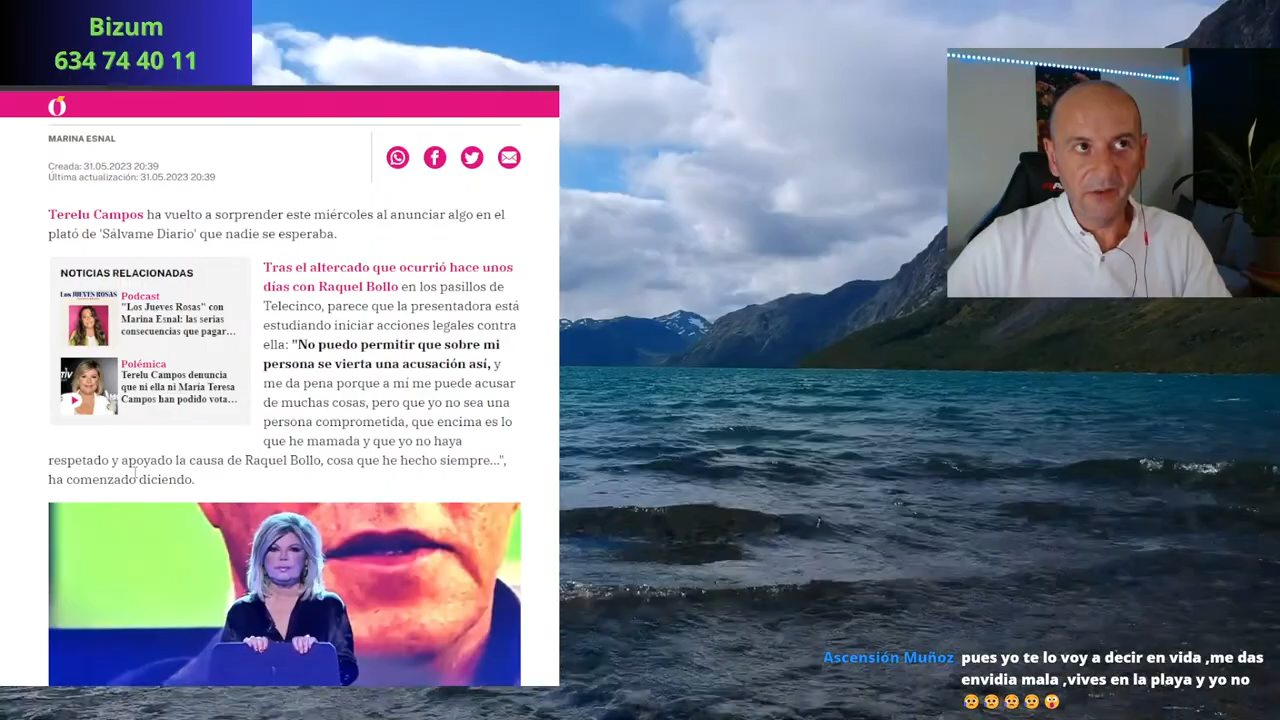 Bizum
634 74 40 11
MARINA ESNAL
Creada: 31.05.2023 20:39
Última actualización: 31.05.2023 20:39
Terelu Campos ha vuelto a sorprender este miércoles al anunciar algo en el
plató de 'Sálvame Diario' que nadie se esperaba.
NOTICIAS RELACIONADAS
LOS JUEVES ROSAS
Podcast
"Los Jueves Rosas" con
Marina Esnal: las serias
consecuencias que pagar…
Polémica
Terelu Campos denuncia
que ni ella ni María Teresa
Campos han podido vota…
Tras el altercado que ocurrió hace unos
días con Raquel Bollo en los pasillos de
Telecinco, parece que la presentadora está
estudiando iniciar acciones legales contra
ella: "No puedo permitir que sobre mi
persona se vierta una acusación así, y
me da pena porque a mí me puede acusar
de muchas cosas, pero que yo no sea una
persona comprometida, que encima es lo
que he mamada y que yo no haya
respetado y apoyado la causa de Raquel Bollo, cosa que he hecho siempre...",
ha comenzado diciendo.
Ascensión Muñoz pues yo te lo voy a decir en vida ,me das
envidia mala ,vives en la playa y yo no
😥😥😥😥😲